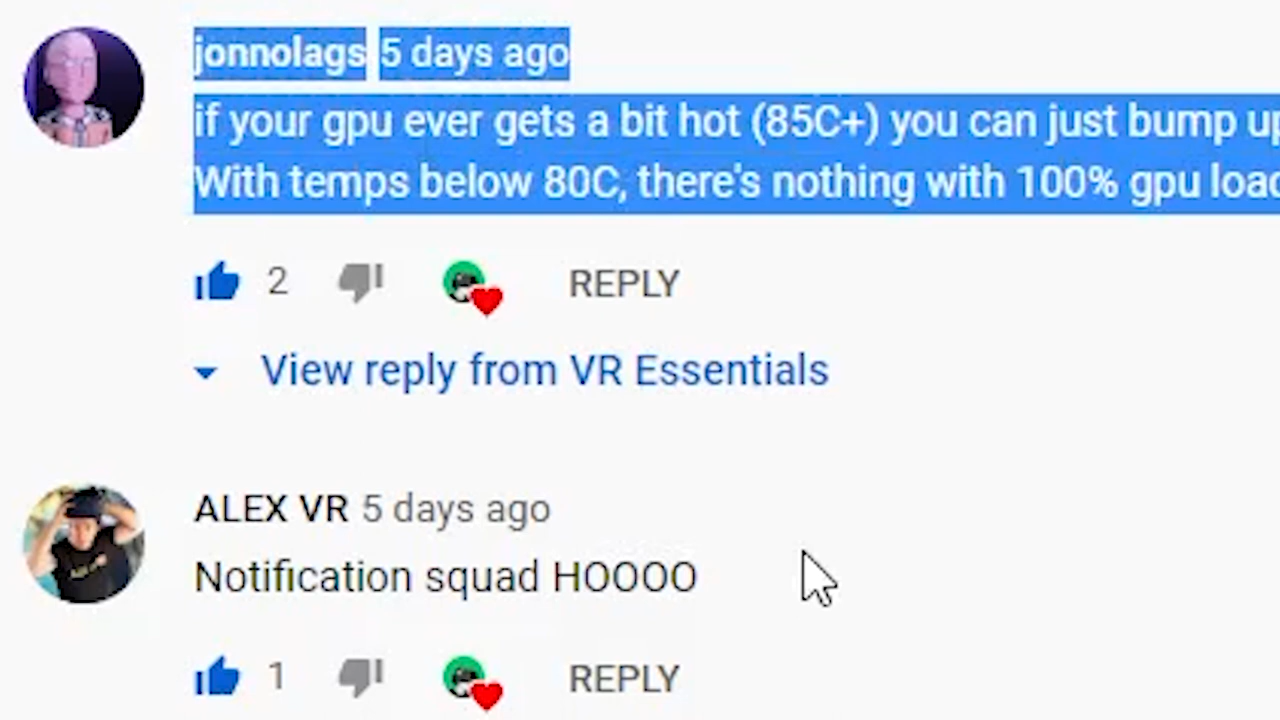 jonnolags 5 days ago
if your gpu ever gets a bit hot (85C+) you can just bump up
With temps below 80C, there's nothing with 100% gpu load
2 REPLY
View reply from VR Essentials
ALEX VR 5 days ago
Notification squad HOOOO
1 REPLY